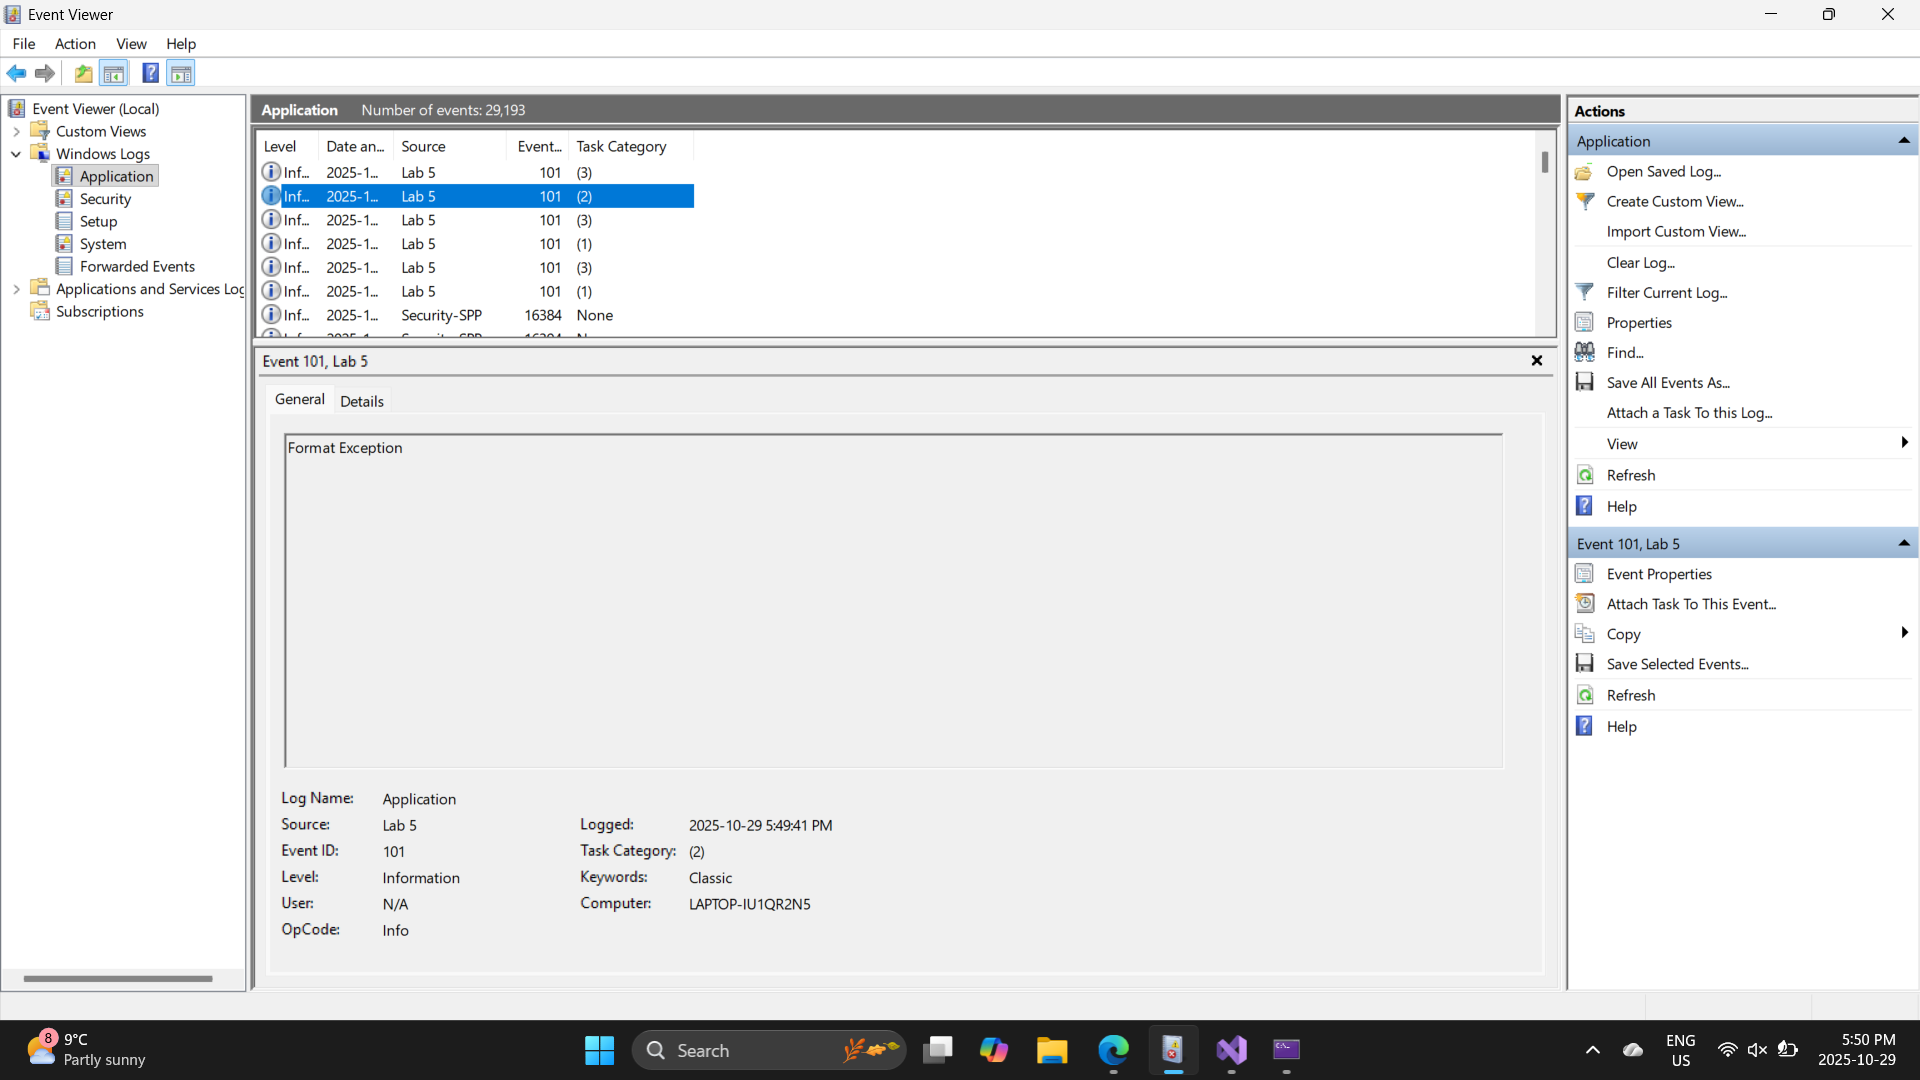 Event Viewer
File Action View Help
Event Viewer (Local)
Custom Views
Windows Logs
Application
Security
Setup
System
Forwarded Events
Applications and Services Log
Subscriptions
Application Number of events: 29,193
Level Date an... Source Event... Task Category
Inf... 2025-1... Lab 5 101 (3)
Inf... 2025-1... Lab 5 101 (2)
Inf... 2025-1... Lab 5 101 (3)
Inf... 2025-1... Lab 5 101 (1)
Inf... 2025-1... Lab 5 101 (3)
Inf... 2025-1... Lab 5 101 (1)
Inf... 2025-1... Security-SPP 16384 None
Event 101, Lab 5
General Details
Format Exception
Log Name: Application
Source: Lab 5 Logged: 2025-10-29 5:49:41 PM
Event ID: 101 Task Category: (2)
Level: Information Keywords: Classic
User: N/A Computer: LAPTOP-IU1QR2N5
OpCode: Info
Actions
Application
Open Saved Log...
Create Custom View...
Import Custom View...
Clear Log...
Filter Current Log...
Properties
Find...
Save All Events As...
Attach a Task To this Log...
View
Refresh
Help
Event 101, Lab 5
Event Properties
Attach Task To This Event...
Copy
Save Selected Events...
Refresh
Help
8
9°C
Partly sunny
Search
ENG
US
5:50 PM
2025-10-29